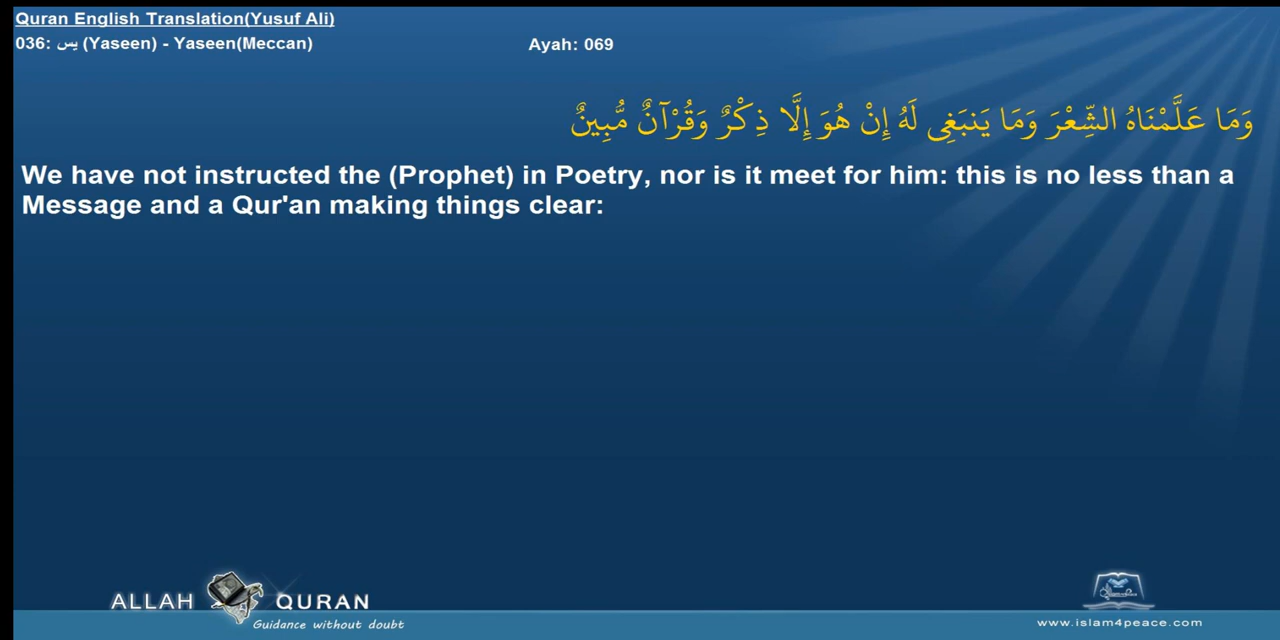 Quran English Translation(Yusuf Ali)
036: يس (Yaseen) - Yaseen(Meccan)
Ayah: 069
وَمَا عَلَّمْنَاهُ الشِّعْرَ وَمَا يَنبَغِى لَهُ إِنْ هُوَ إِلَّا ذِكْرٌ وَقُرْآنٌ مُّبِينٌ
We have not instructed the (Prophet) in Poetry, nor is it meet for him: this is no less than a
Message and a Qur'an making things clear:
ALLAH QURAN
Guidance without doubt
www.islam4peace.com